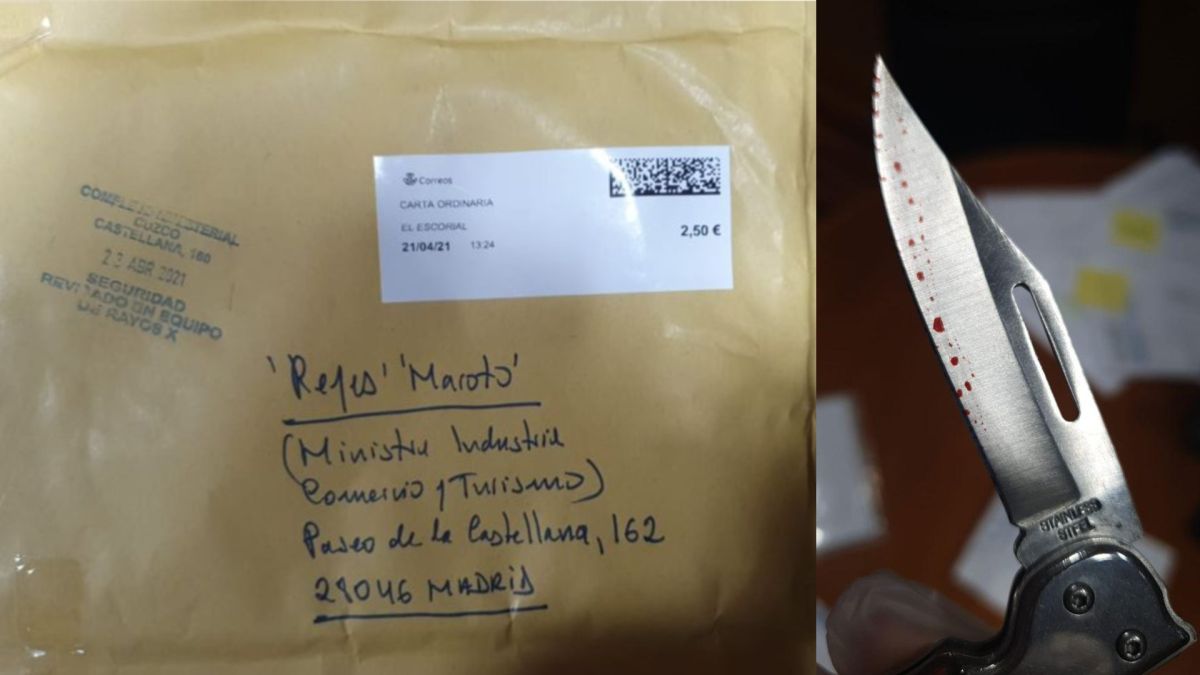 COMPLEJO MINISTERIAL
CUZCO
CASTELLANA, 160
23 ABR 2021
SEGURIDAD
REVISADO EN EQUIPO
DE RAYOS X
Correos
CARTA ORDINARIA
EL ESCORIAL
21/04/21 13:24
2,50 €
'Reyes' 'Maroto'
(Ministra Industria
Comercio y Turismo)
Paseo de la Castellana, 162
28046 MADRID
STAINLESS
STEEL